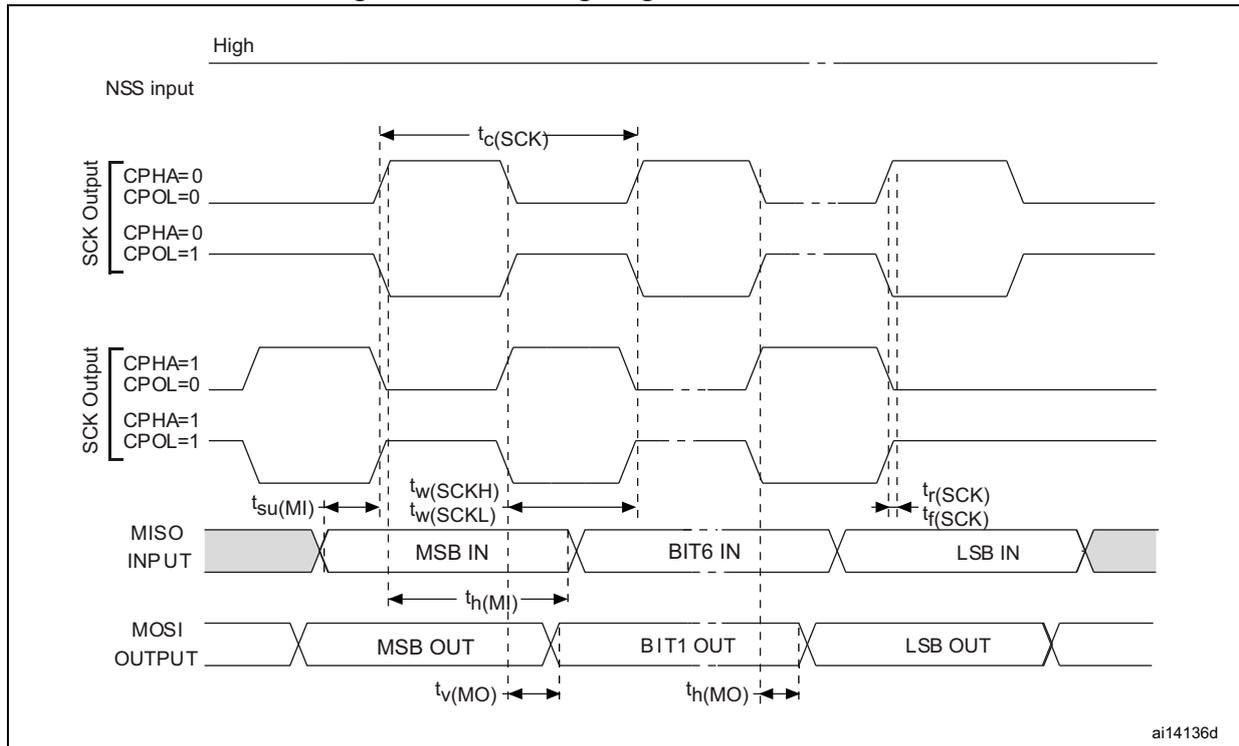 High
NSS input
tc(SCK)
SCK Output
CPHA=0
CPOL=0
CPHA=0
CPOL=1
SCK Output
CPHA=1
CPOL=0
CPHA=1
CPOL=1
tsu(MI)
tw(SCKH)
tw(SCKL)
tr(SCK)
tf(SCK)
MISO
INPUT
MSB IN
BIT6 IN
LSB IN
th(MI)
MOSI
OUTPUT
MSB OUT
BIT1 OUT
LSB OUT
tv(MO)
th(MO)
ai14136d